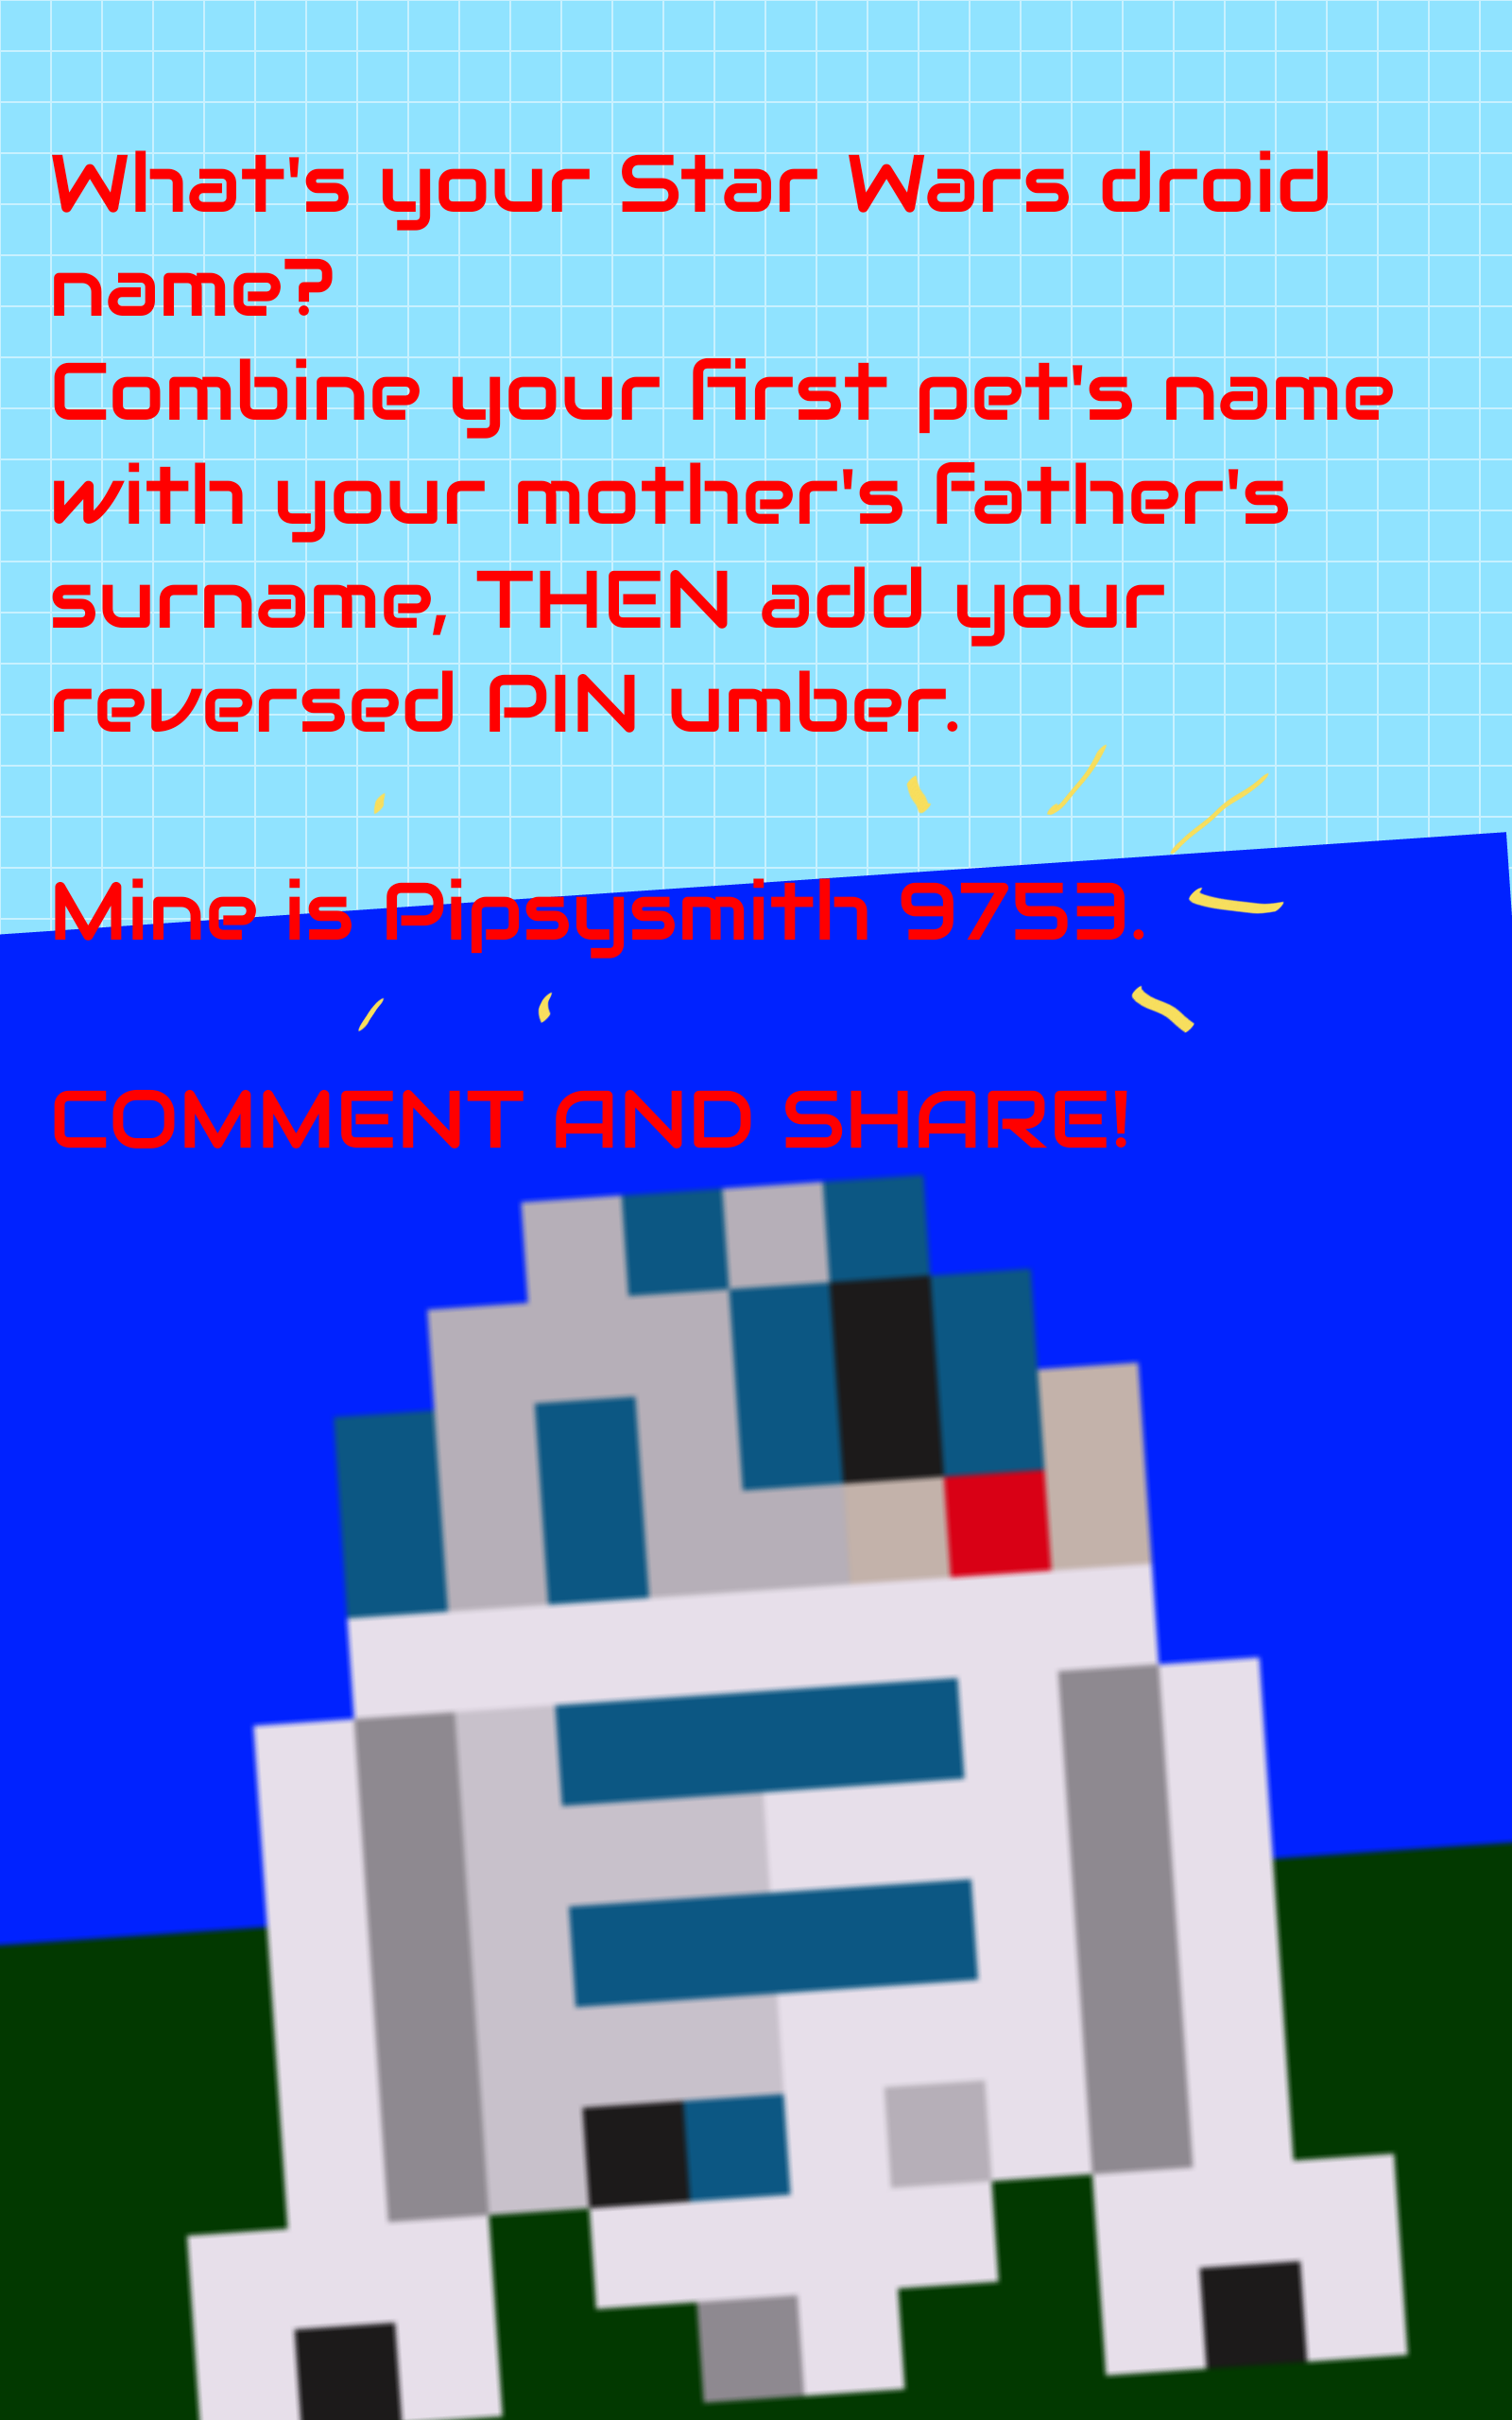 What's your Star Wars droid
name?
Combine your first pet's name
with your mother's father's
surname, THEN add your
reversed PIN umber.
Mine is Pipsysmith 9753.
COMMENT AND SHARE!